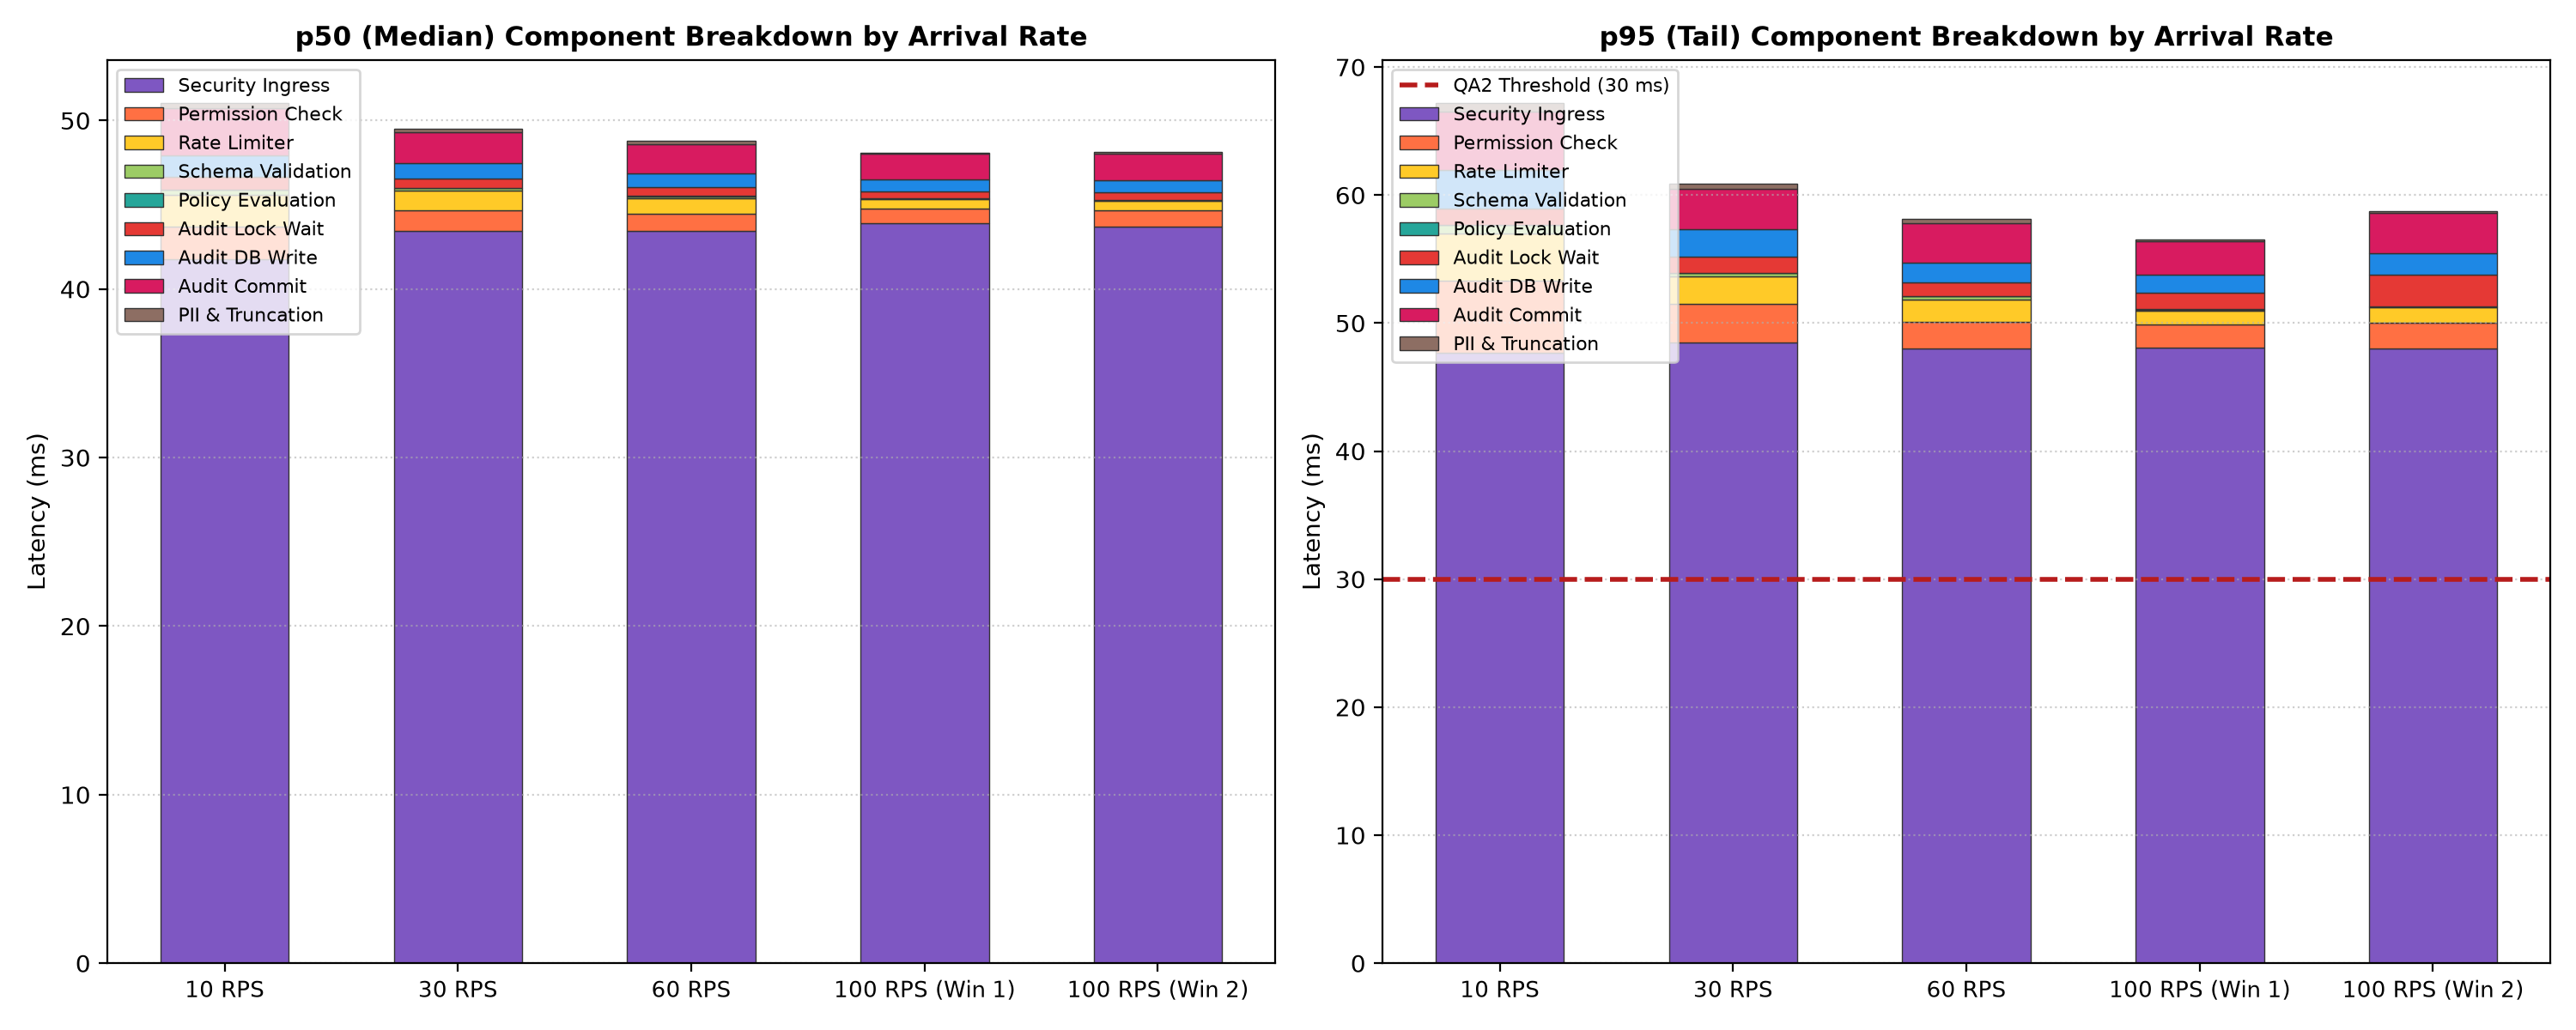 p50 (Median) Component Breakdown by Arrival Rate
Security Ingress
Permission Check
Rate Limiter
Schema Validation
Policy Evaluation
Audit Lock Wait
Audit DB Write
Audit Commit
PII & Truncation
Latency (ms)
50
40
30
20
10
0
10 RPS
30 RPS
60 RPS
100 RPS (Win 1)
100 RPS (Win 2)
p95 (Tail) Component Breakdown by Arrival Rate
QA2 Threshold (30 ms)
Security Ingress
Permission Check
Rate Limiter
Schema Validation
Policy Evaluation
Audit Lock Wait
Audit DB Write
Audit Commit
PII & Truncation
Latency (ms)
70
60
50
40
30
20
10
0
10 RPS
30 RPS
60 RPS
100 RPS (Win 1)
100 RPS (Win 2)